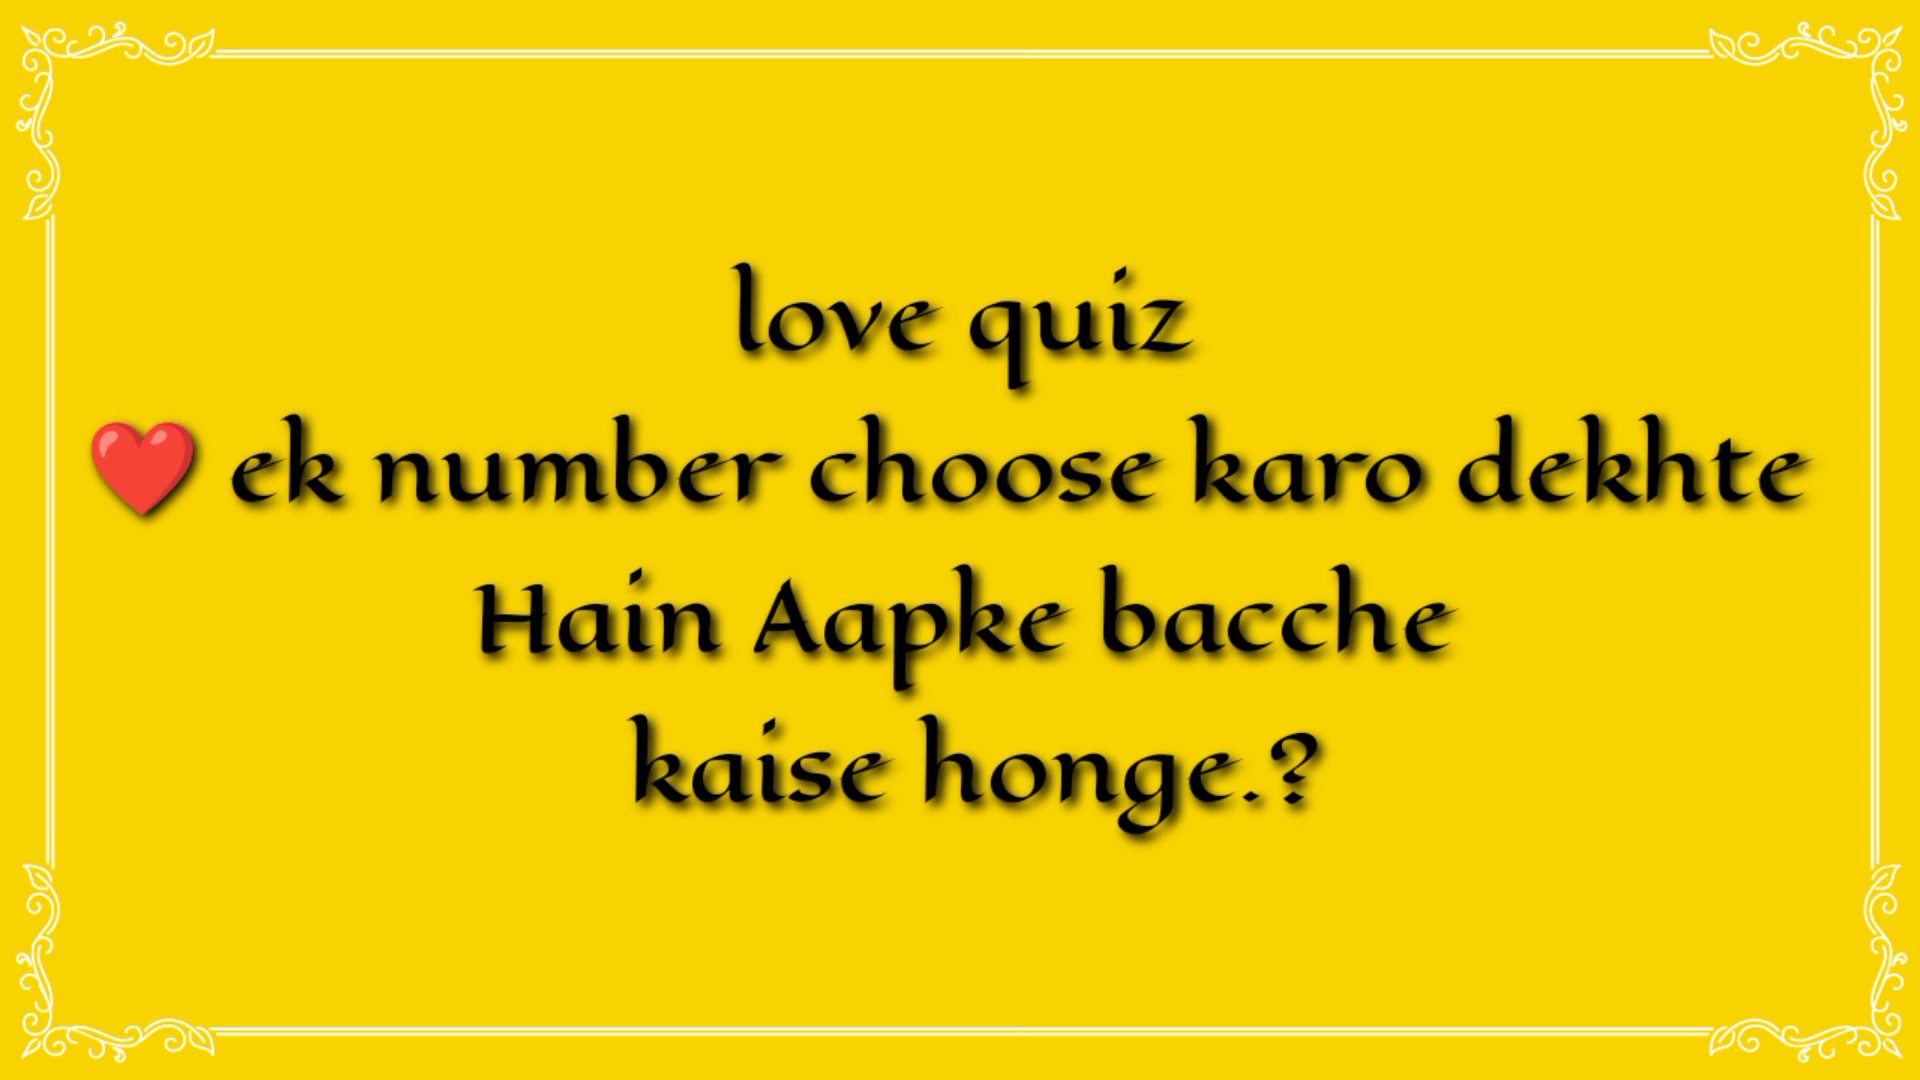 love quiz
❤️ ek number choose karo dekhte
Hain Aapke bacche
kaise honge.?